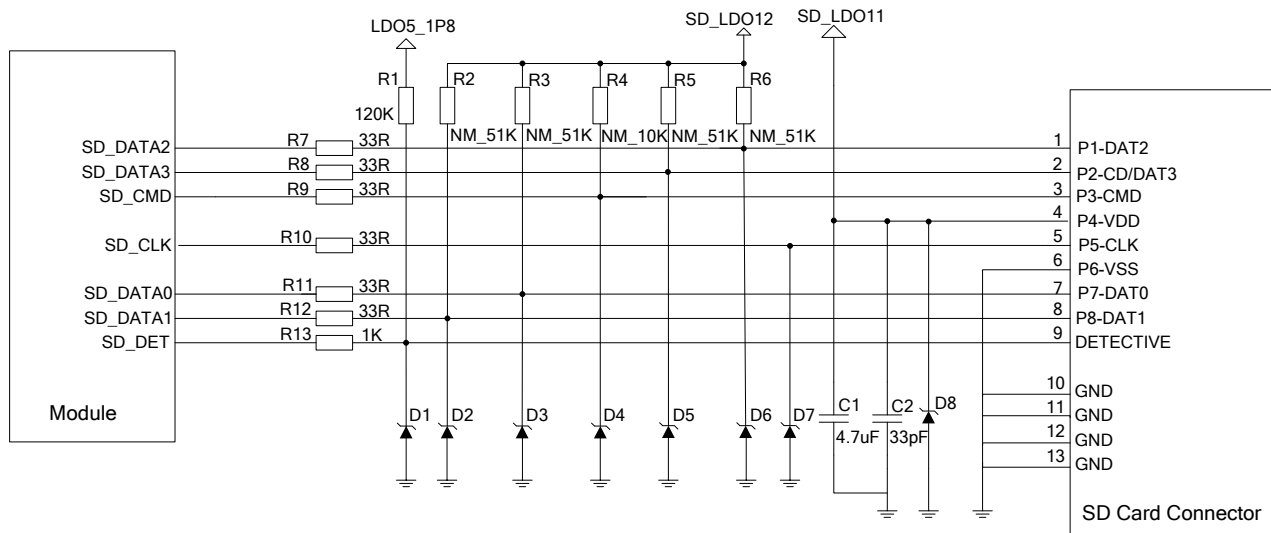 LDO5_1P8
SD_LDO12
SD_LDO11
R1
R2
R3
R4
R5
R6
120K
NM_51K
NM_51K
NM_10K
NM_51K
NM_51K
SD_DATA2
R7
33R
1
P1-DAT2
SD_DATA3
R8
33R
2
P2-CD/DAT3
SD_CMD
R9
33R
3
P3-CMD
4
P4-VDD
SD_CLK
R10
33R
5
P5-CLK
6
P6-VSS
SD_DATA0
R11
33R
7
P7-DAT0
SD_DATA1
R12
33R
8
P8-DAT1
SD_DET
R13
1K
9
DETECTIVE
10
GND
11
GND
12
GND
13
GND
Module
D1
D2
D3
D4
D5
D6
D7
C1
4.7uF
C2
33pF
D8
SD Card Connector